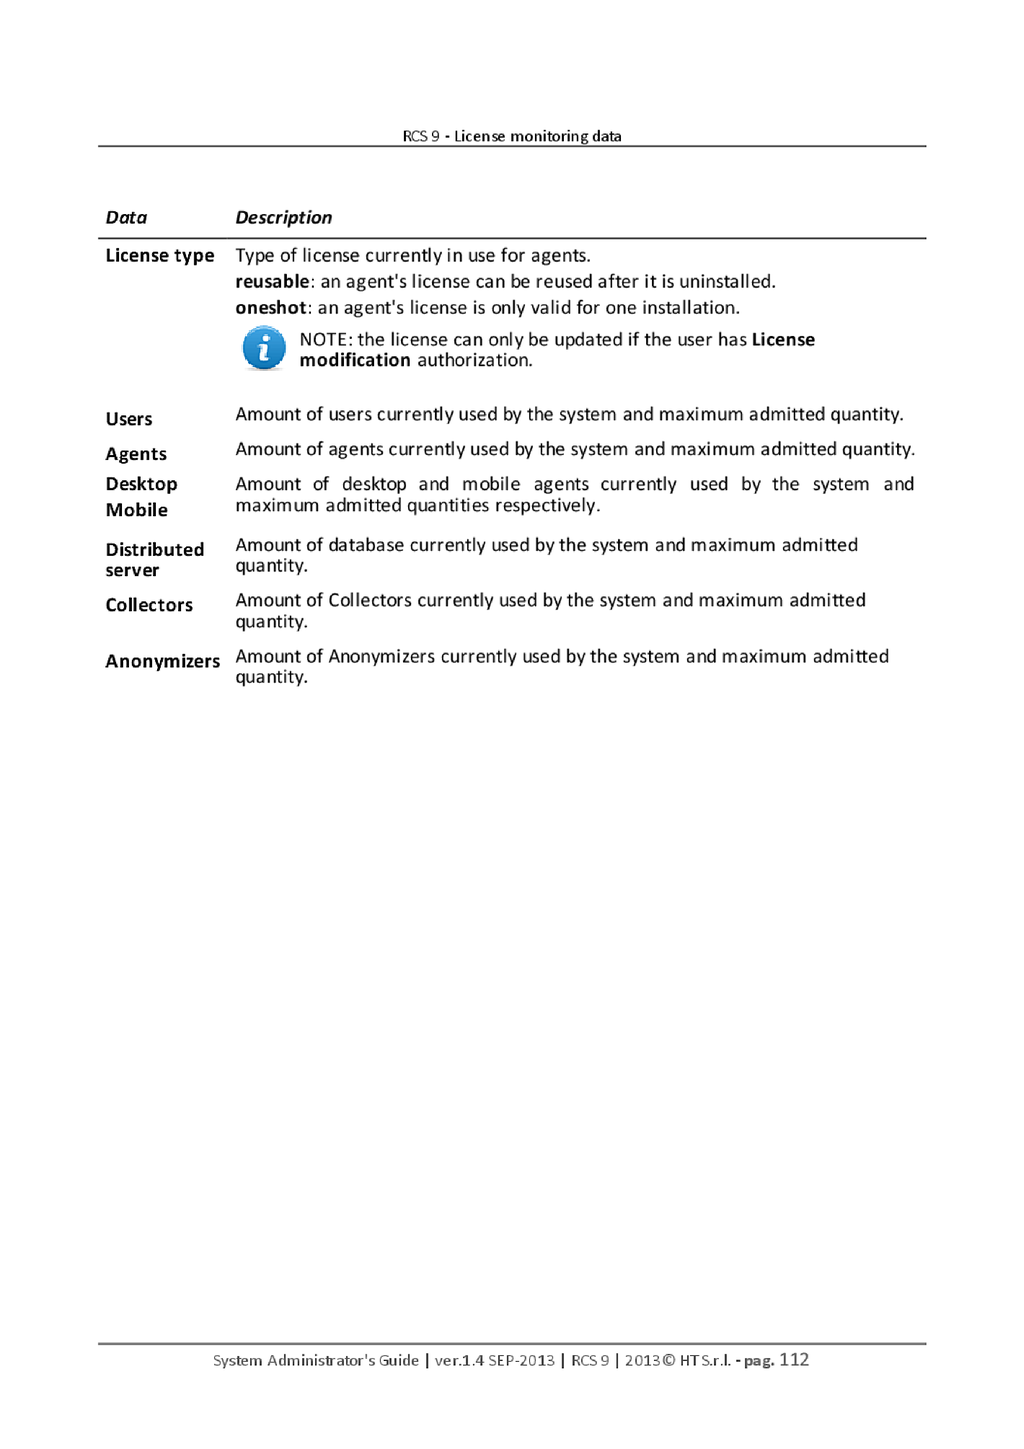 RCS 9 - License monitoring data
Data Description
License type Type of license currently in use for agents.
reusable: an agent's license can be reused after it is uninstalled.
oneshot: an agent's license is only valid for one installation.
NOTE: the license can only be updated if the user has License
modification authorization.
Users Amount of users currently used by the system and maximum admitted quantity.
Agents Amount of agents currently used by the system and maximum admitted quantity.
Desktop Amount of desktop and mobile agents currently used by the system and
Mobile maximum admitted quantities respectively.
Distributed Amount of database currently used by the system and maximum admitted
server quantity.
Collectors Amount of Collectors currently used by the system and maximum admitted
quantity.
Anonymizers Amount of Anonymizers currently used by the system and maximum admitted
quantity.
System Administrator's Guide | ver.1.4 SEP-2013 | RCS 9 | 2013© HT S.r.l. - pag. 112